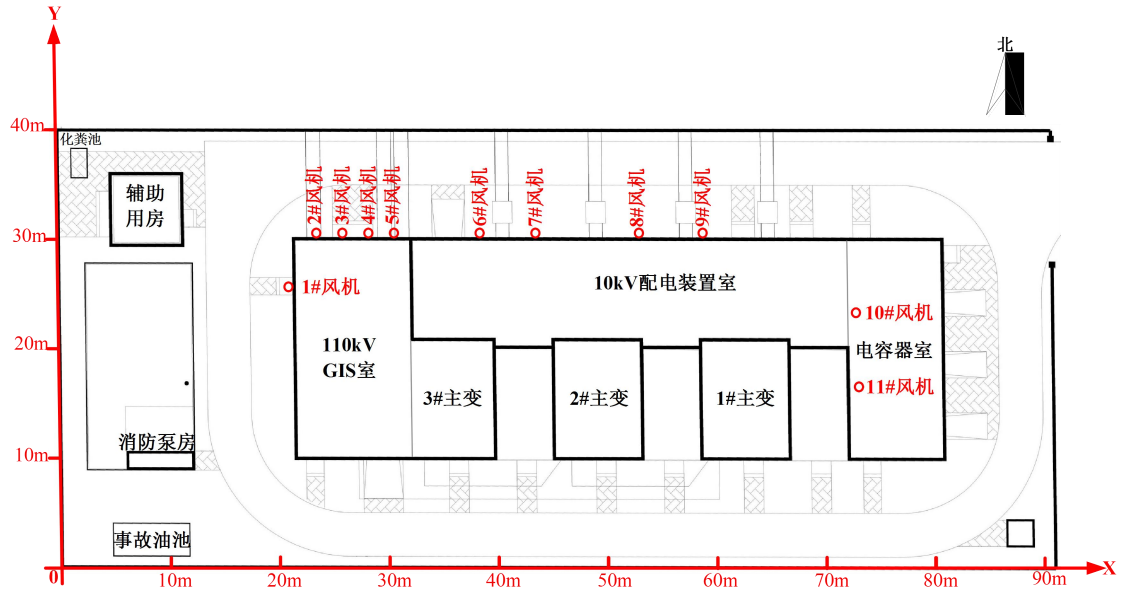 Y
北
40m
化粪池
辅助
用房
2#风机
3#风机
4#风机
5#风机
6#风机
7#风机
8#风机
9#风机
30m
1#风机
10kV配电装置室
10#风机
20m
110kV
GIS室
电容器室
3#主变
2#主变
1#主变
11#风机
消防泵房
10m
事故油池
0
10m
20m
30m
40m
50m
60m
70m
80m
90m
X